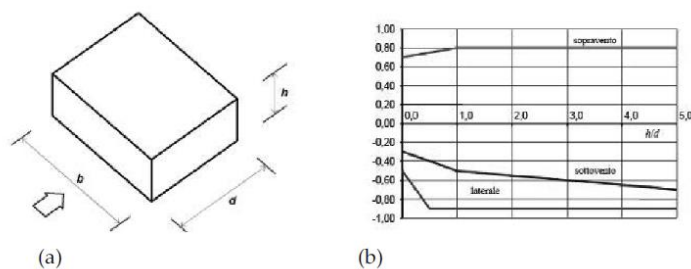 h
b
d
(a)
1,00
0,80
0,60
0,40
0,20
0,00
-0,20
-0,40
-0,60
-0,80
-1,00
sopravento
0,0 1,0 2,0 3,0 4,0 5,0
h/d
sottovento
laterale
(b)